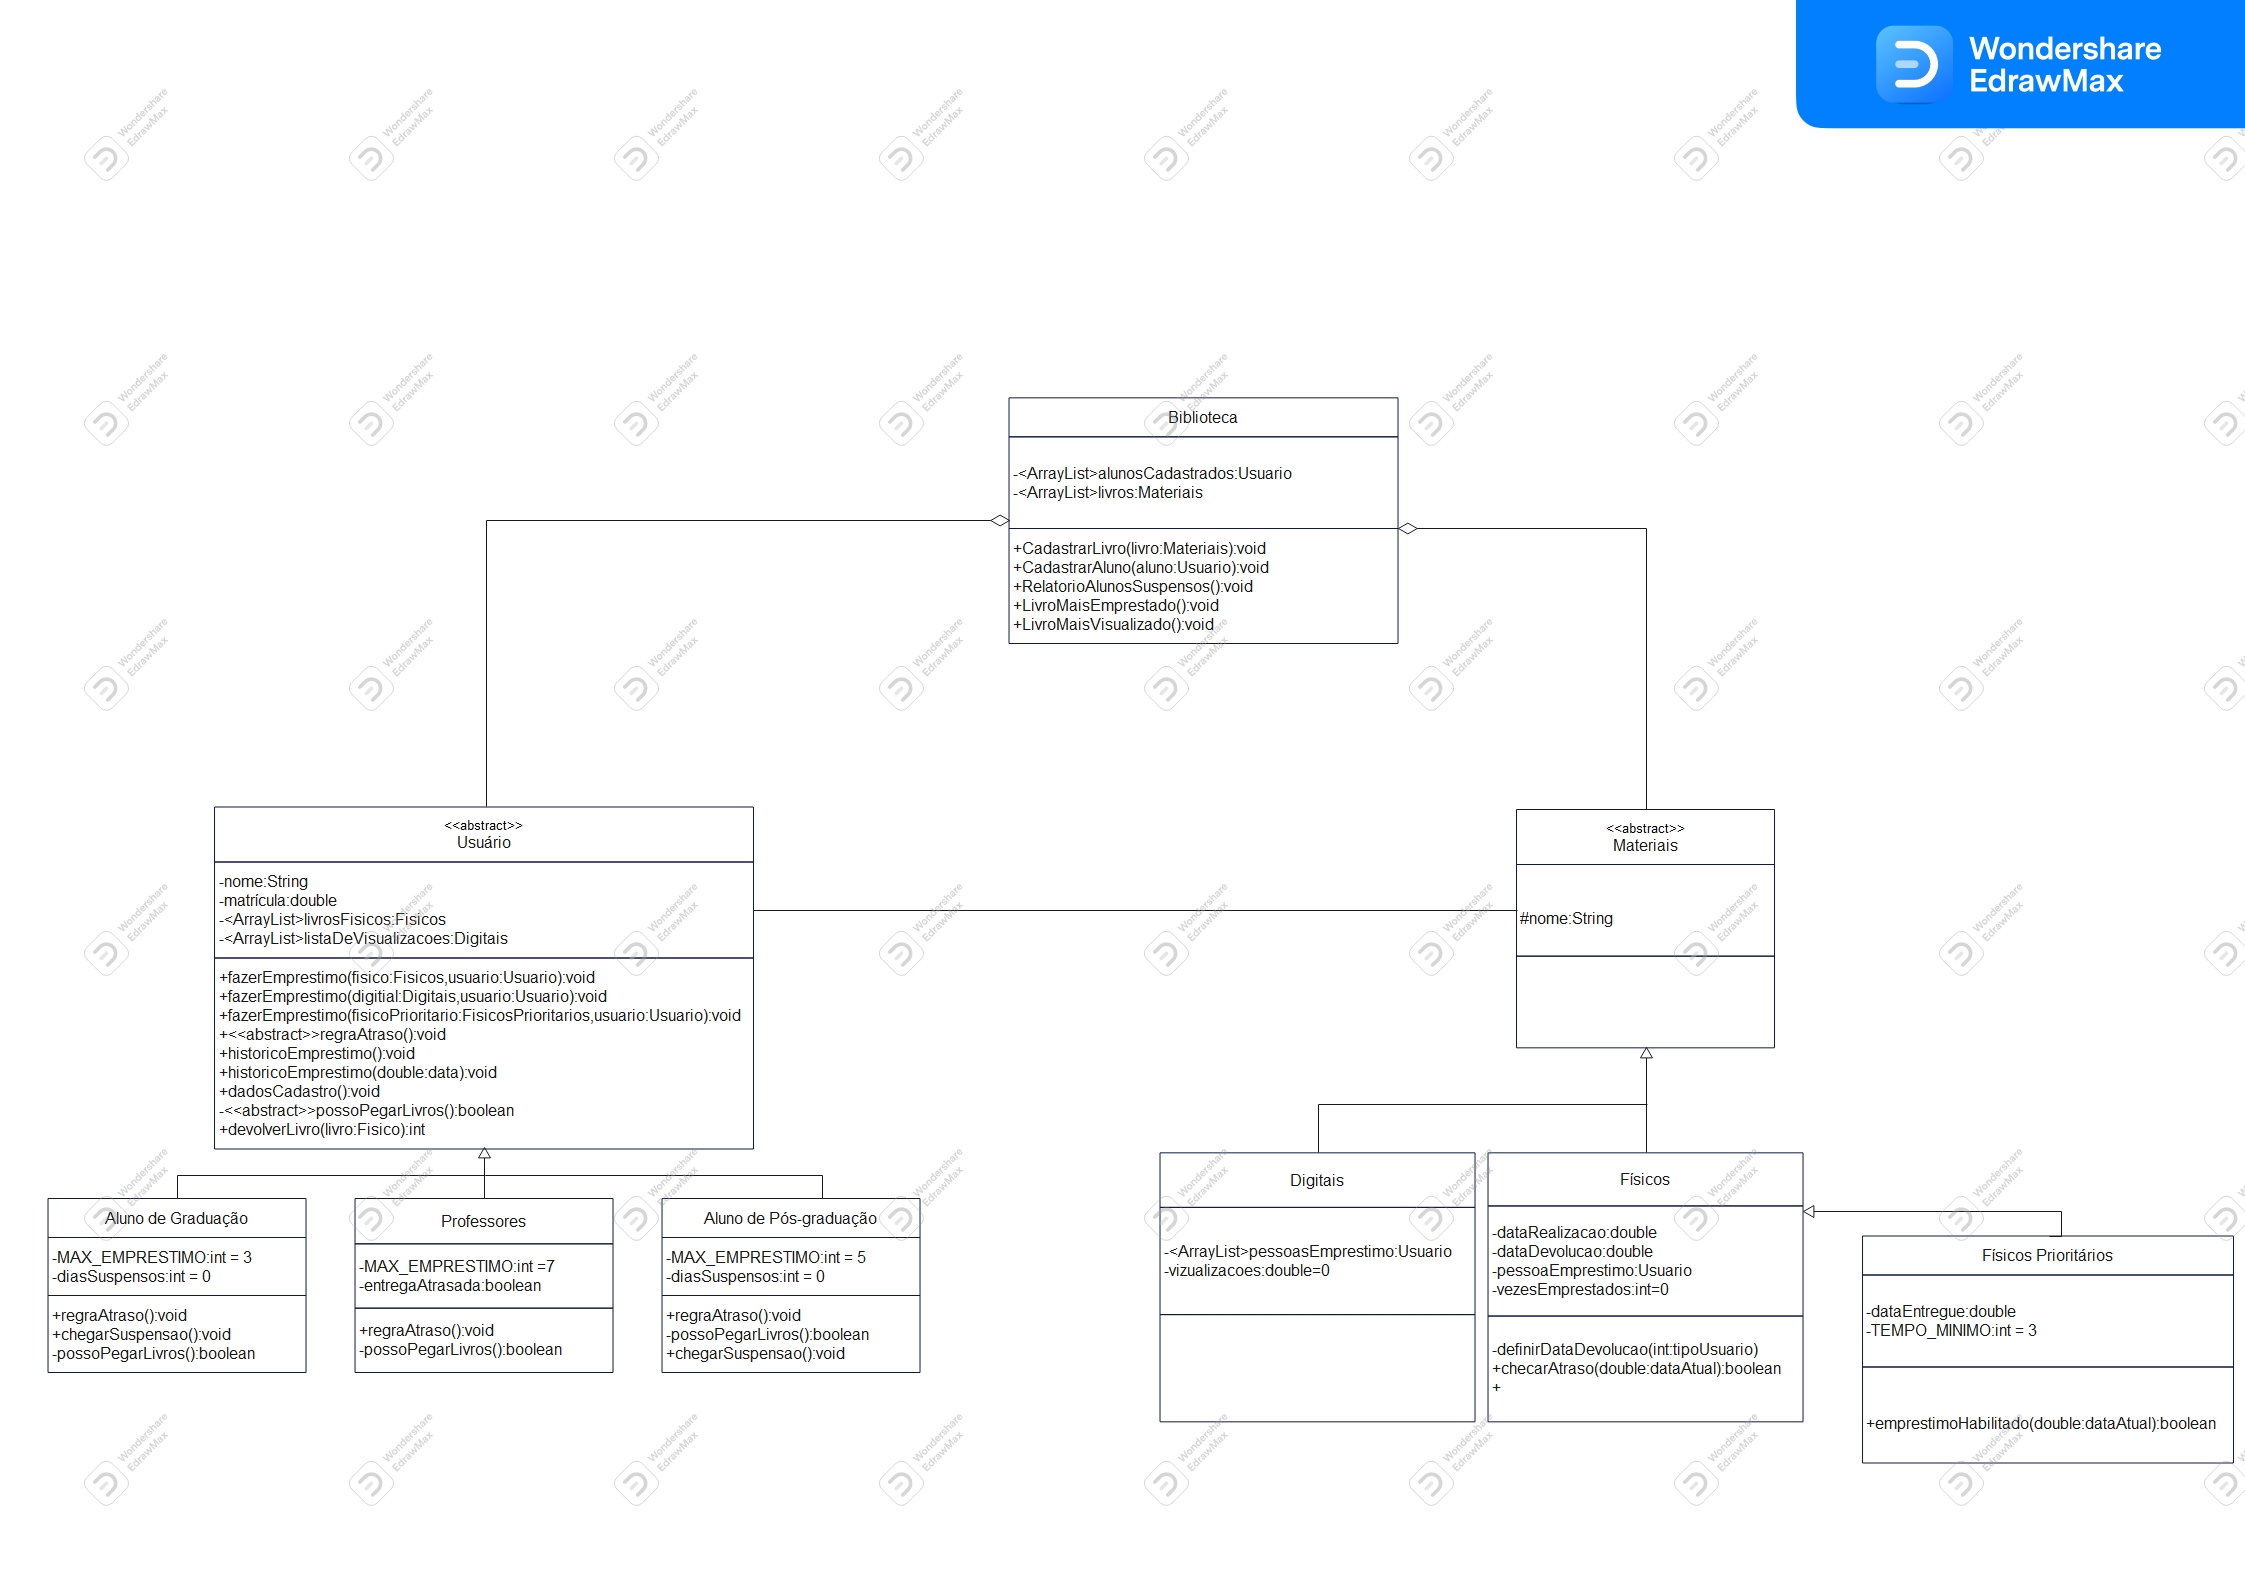 Wondershare
EdrawMax
Biblioteca
-<ArrayList>alunosCadastrados:Usuario
-<ArrayList>livros:Materiais
+CadastrarLivro(livro:Materiais):void
+CadastrarAluno(aluno:Usuario):void
+RelatorioAlunosSuspensos():void
+LivroMaisEmprestado():void
+LivroMaisVisualizado():void
<<abstract>>
Usuário
-nome:String
-matrícula:double
-<ArrayList>livrosFisicos:Fisicos
-<ArrayList>listaDeVisualizacoes:Digitais
+fazerEmprestimo(fisico:Fisicos,usuario:Usuario):void
+fazerEmprestimo(digitial:Digitais,usuario:Usuario):void
+fazerEmprestimo(fisicoPrioritario:FisicosPrioritarios,usuario:Usuario):void
+<<abstract>>regraAtraso():void
+historicoEmprestimo():void
+historicoEmprestimo(double:data):void
+dadosCadastro():void
-<<abstract>>possoPegarLivros():boolean
+devolverLivro(livro:Fisico):int
<<abstract>>
Materiais
#nome:String
Aluno de Graduação
-MAX_EMPRESTIMO:int = 3
-diasSuspensos:int = 0
+regraAtraso():void
+chegarSuspensao():void
-possoPegarLivros():boolean
Professores
-MAX_EMPRESTIMO:int =7
-entregaAtrasada:boolean
+regraAtraso():void
-possoPegarLivros():boolean
Aluno de Pós-graduação
-MAX_EMPRESTIMO:int = 5
-diasSuspensos:int = 0
+regraAtraso():void
-possoPegarLivros():boolean
+chegarSuspensao():void
Digitais
-<ArrayList>pessoasEmprestimo:Usuario
-vizualizacoes:double=0
Físicos
-dataRealizacao:double
-dataDevolucao:double
-pessoaEmprestimo:Usuario
-vezesEmprestados:int=0
-definirDataDevolucao(int:tipoUsuario)
+checarAtraso(double:dataAtual):boolean
+
Físicos Prioritários
-dataEntregue:double
-TEMPO_MINIMO:int = 3
+emprestimoHabilitado(double:dataAtual):boolean